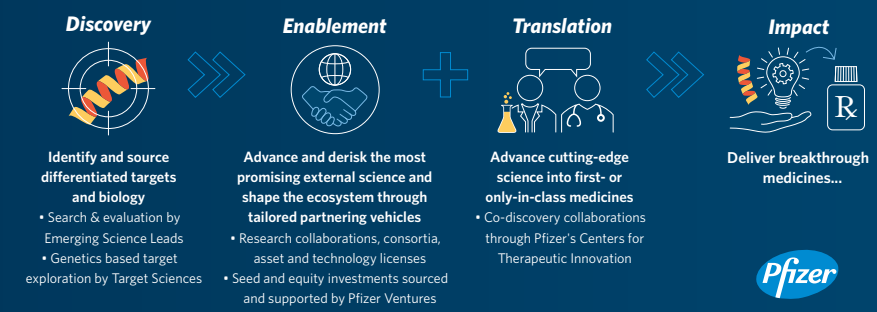 Discovery
Identify and source
differentiated targets
and biology
• Search & evaluation by
Emerging Science Leads
• Genetics based target
exploration by Target Sciences
Enablement
Advance and derisk the most
promising external science and
shape the ecosystem through
tailored partnering vehicles
• Research collaborations, consortia,
asset and technology licenses
• Seed and equity investments sourced
and supported by Pfizer Ventures
Translation
Advance cutting-edge
science into first- or
only-in-class medicines
• Co-discovery collaborations
through Pfizer's Centers for
Therapeutic Innovation
Impact
℞
Deliver breakthrough
medicines...
Pfizer